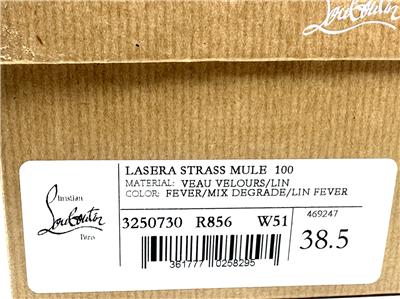 Louboutin
LASERA STRASS MULE 100
MATERIAL: VEAU VELOURS/LIN
COLOR: FEVER/MIX DEGRADE/LIN FEVER
Christian
Louboutin
Paris
3250730 R856 W51
469247
38.5
361777 0258295